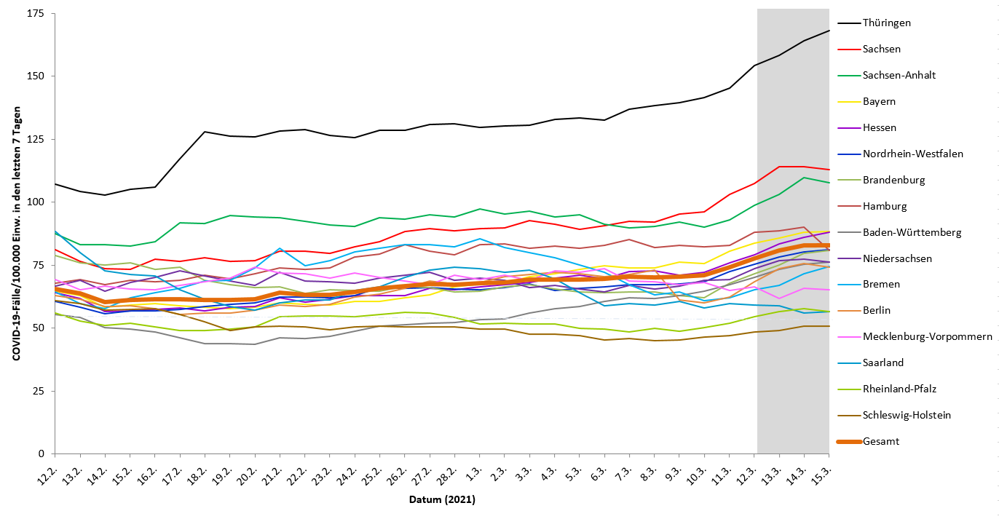 COVID-19-Fälle/100.000 Einw. in den letzten 7 Tagen
175
150
125
100
75
50
25
0
12.2.
13.2.
14.2.
15.2.
16.2.
17.2.
18.2.
19.2.
20.2.
21.2.
22.2.
23.2.
24.2.
25.2.
26.2.
27.2.
28.2.
1.3.
2.3.
3.3.
4.3.
5.3.
6.3.
7.3.
8.3.
9.3.
10.3.
11.3.
12.3.
13.3.
14.3.
15.3.
Datum (2021)
Thüringen
Sachsen
Sachsen-Anhalt
Bayern
Hessen
Nordrhein-Westfalen
Brandenburg
Hamburg
Baden-Württemberg
Niedersachsen
Bremen
Berlin
Mecklenburg-Vorpommern
Saarland
Rheinland-Pfalz
Schleswig-Holstein
Gesamt